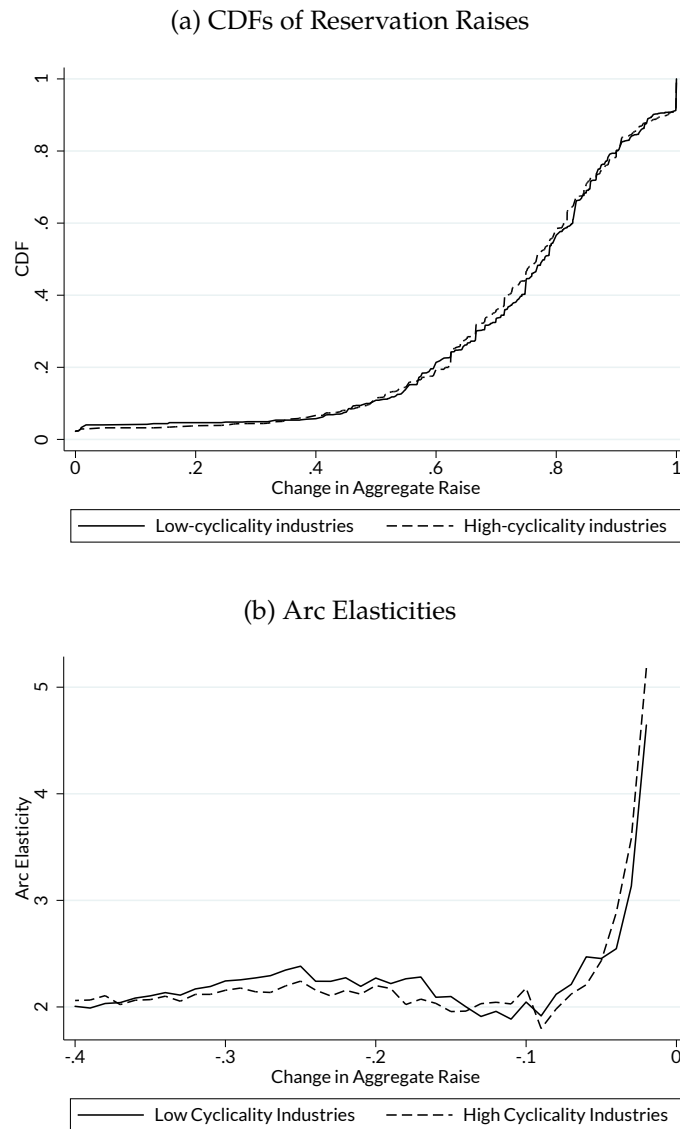 (a) CDFs of Reservation Raises
CDF
1
.8
.6
.4
.2
0
0 .2 .4 .6 .8 1
Change in Aggregate Raise
Low-cyclicality industries High-cyclicality industries
(b) Arc Elasticities
Arc Elasticity
5
4
3
2
-.4 -.3 -.2 -.1 0
Change in Aggregate Raise
Low Cyclicality Industries High Cyclicality Industries